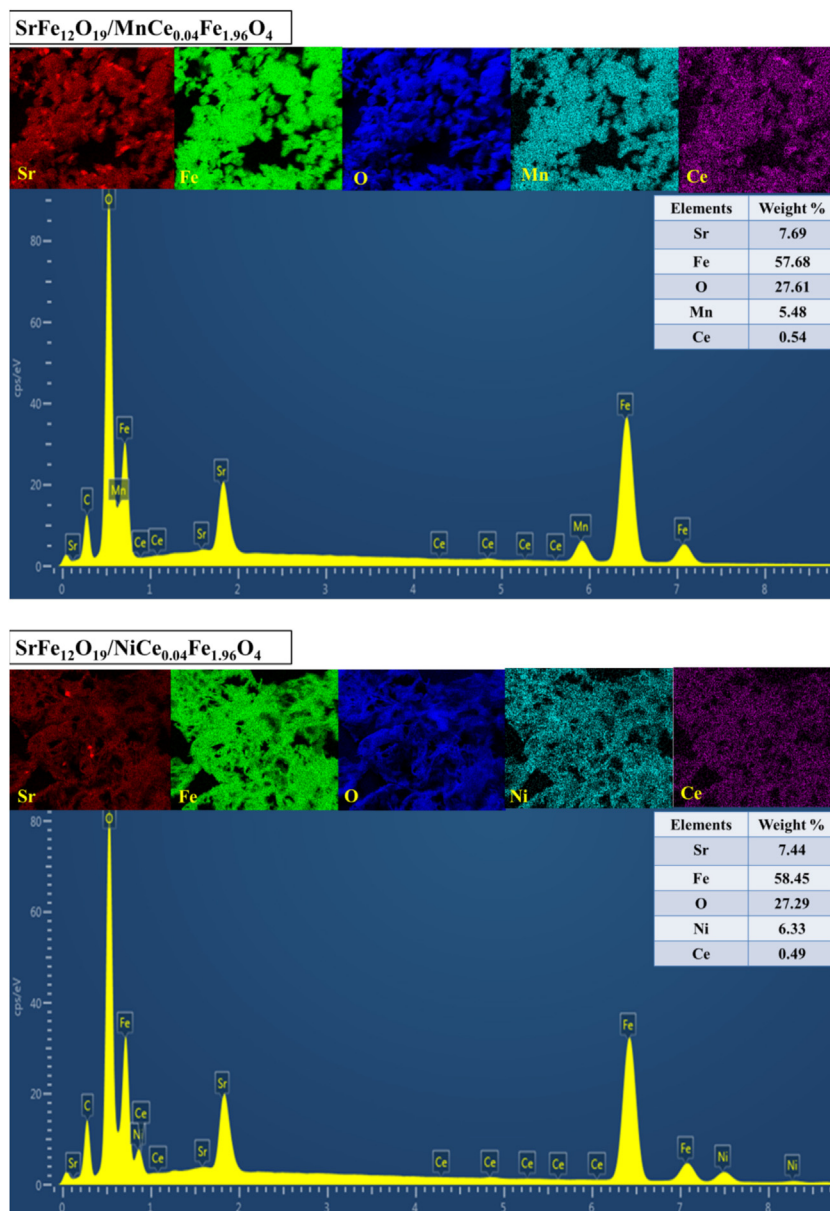 SrFe₁₂O₁₉/MnCe₀.₀₄Fe₁.₉₆O₄
Sr Fe O Mn Ce
Elements Weight %
Sr 7.69
Fe 57.68
O 27.61
Mn 5.48
Ce 0.54
O
80
60
cps/eV
40
Fe
Fe
Sr
20
Mn
C
Mn
Sr
Ce
Ce
Sr
Ce
Ce
Ce
Ce
Fe
0
0 1 2 3 4 5 6 7 8
SrFe₁₂O₁₉/NiCe₀.₀₄Fe₁.₉₆O₄
Sr Fe O Ni Ce
Elements Weight %
Sr 7.44
Fe 58.45
O 27.29
Ni 6.33
Ce 0.49
80
O
60
cps/eV
40
Fe
Fe
20
Sr
C
Ce
Ni
Sr
Ce
Sr
Ce
Ce
Ce
Ce
Ce
Fe
Ni
Ni
0
0 1 2 3 4 5 6 7 8